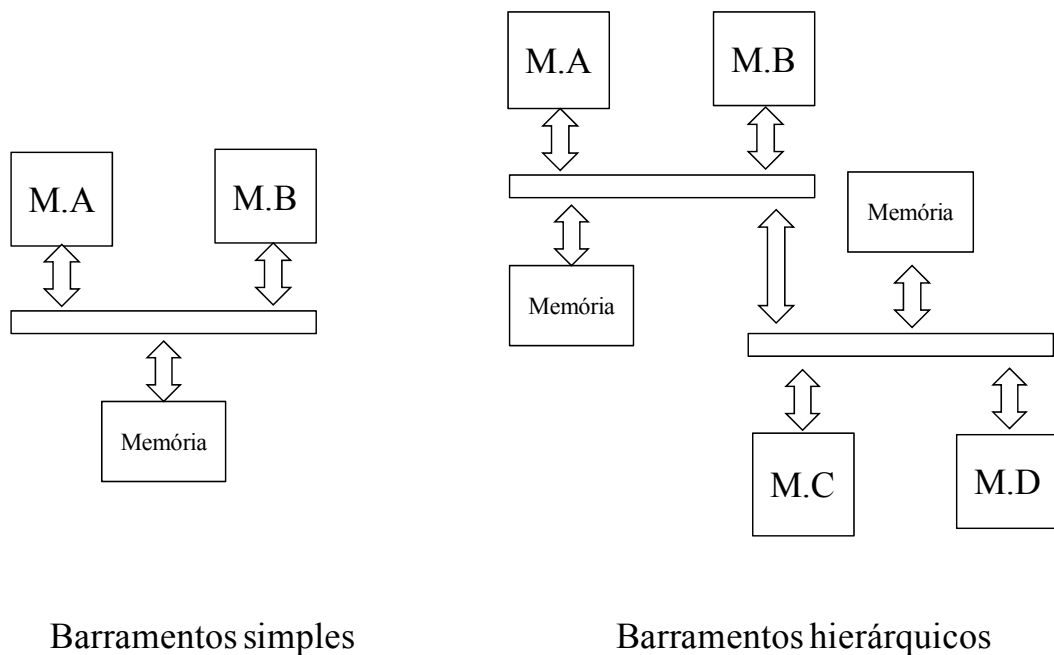 M.A
M.B
Memória
Barramentos simples
M.A
M.B
Memória
Memória
M.C
M.D
Barramentos hierárquicos